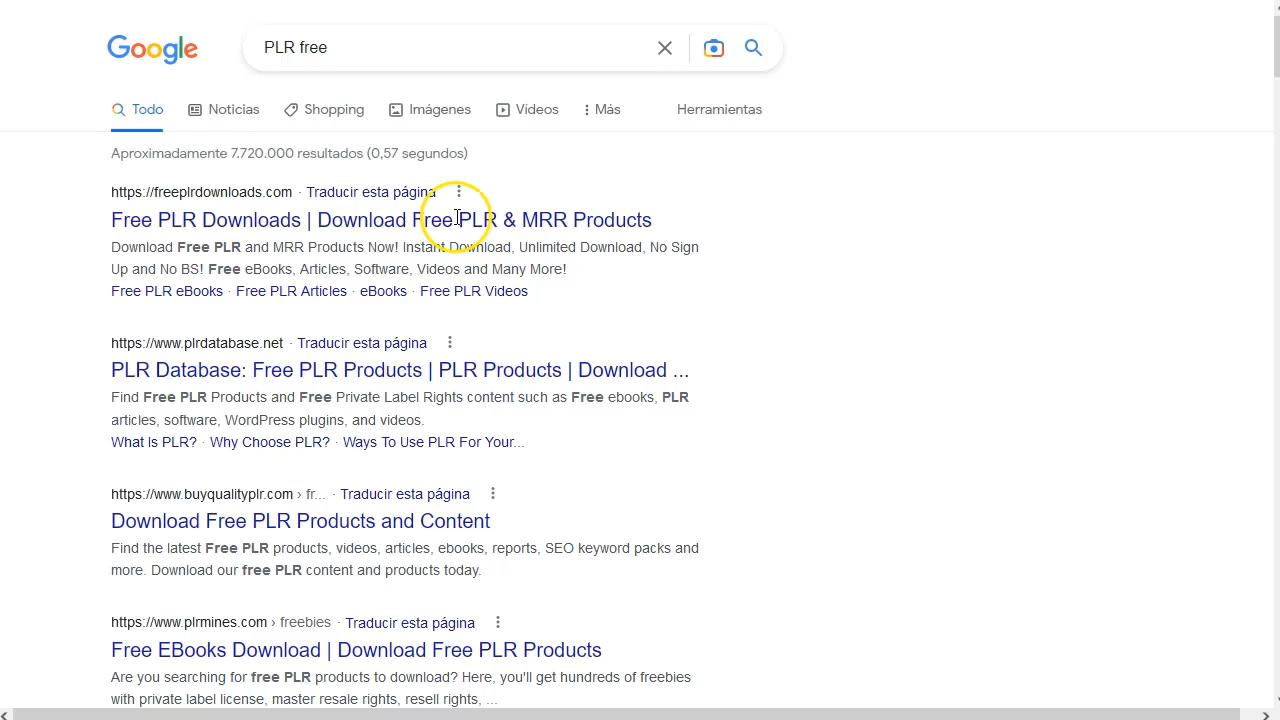 Google
PLR free
Todo Noticias Shopping Imágenes Vídeos Más Herramientas
Aproximadamente 7.720.000 resultados (0,57 segundos)
https://freeplrdownloads.com · Traducir esta página
Free PLR Downloads | Download Free PLR & MRR Products
Download Free PLR and MRR Products Now! Instant Download, Unlimited Download, No Sign
Up and No BS! Free eBooks, Articles, Software, Videos and Many More!
Free PLR eBooks · Free PLR Articles · eBooks · Free PLR Videos
https://www.plrdatabase.net · Traducir esta página
PLR Database: Free PLR Products | PLR Products | Download ...
Find Free PLR Products and Free Private Label Rights content such as Free ebooks, PLR
articles, software, WordPress plugins, and videos.
What Is PLR? · Why Choose PLR? · Ways To Use PLR For Your...
https://www.buyqualityplr.com › fr... · Traducir esta página
Download Free PLR Products and Content
Find the latest Free PLR products, videos, articles, ebooks, reports, SEO keyword packs and
more. Download our free PLR content and products today.
https://www.plrmines.com › freebies · Traducir esta página
Free EBooks Download | Download Free PLR Products
Are you searching for free PLR products to download? Here, you'll get hundreds of freebies
with private label license, master resale rights, resell rights, ...